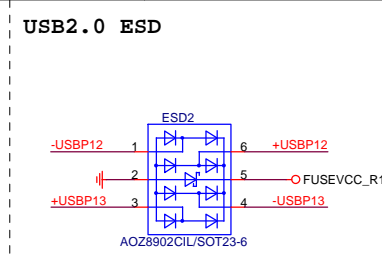 USB2.0 ESD
ESD2
-USBP12 1 6 +USBP12
2 5 FUSEVCC_R1
+USBP13 3 4 -USBP13
AOZ8902CIL/SOT23-6